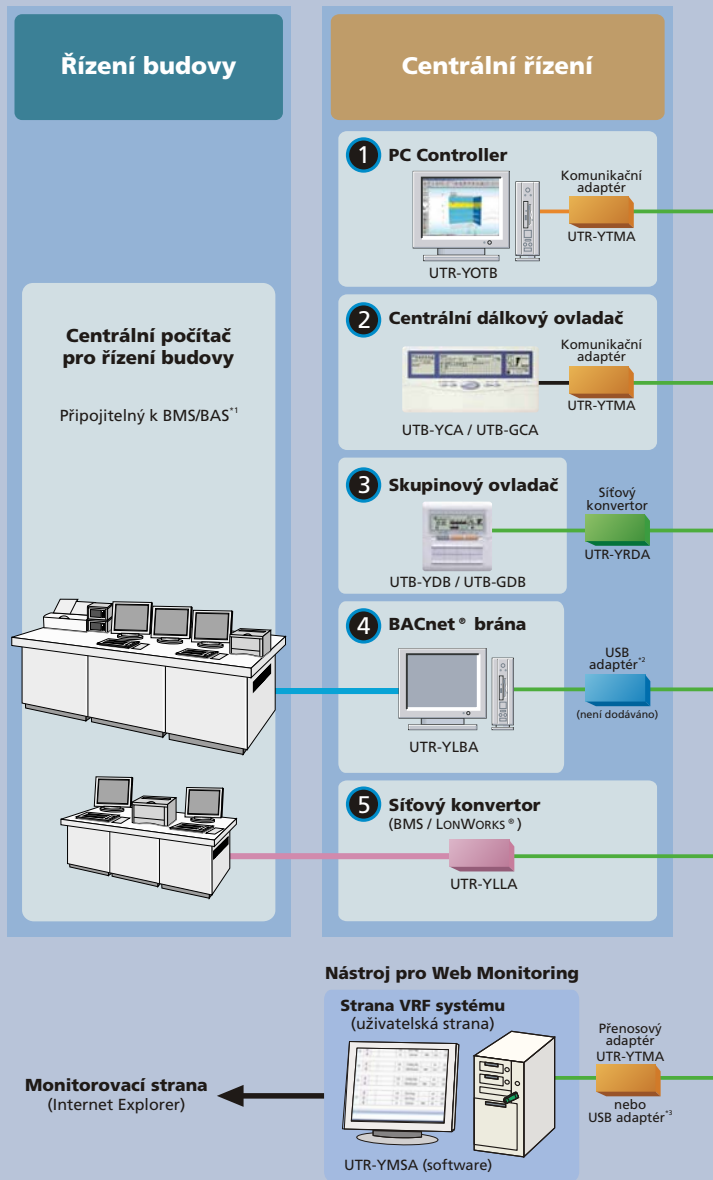 Řízení budovy
Centrální řízení
Centrální počítač
pro řízení budovy
Připojitelný k BMS/BAS*1
1 PC Controller
Komunikační
adaptér
UTR-YTMA
UTR-YOTB
2 Centrální dálkový ovladač
Komunikační
adaptér
UTR-YTMA
UTB-YCA / UTB-GCA
3 Skupinový ovladač
Síťový
konvertor
UTR-YRDA
UTB-YDB / UTB-GDB
4 BACnet® brána
USB
adaptér*2
(není dodáváno)
UTR-YLBA
5 Síťový konvertor
(BMS / LONWORKS®)
UTR-YLLA
Nástroj pro Web Monitoring
Strana VRF systému
(uživatelská strana)
Přenosový
adaptér
UTR-YTMA
nebo
USB adaptér*3
Monitorovací strana
(Internet Explorer)
UTR-YMSA (software)